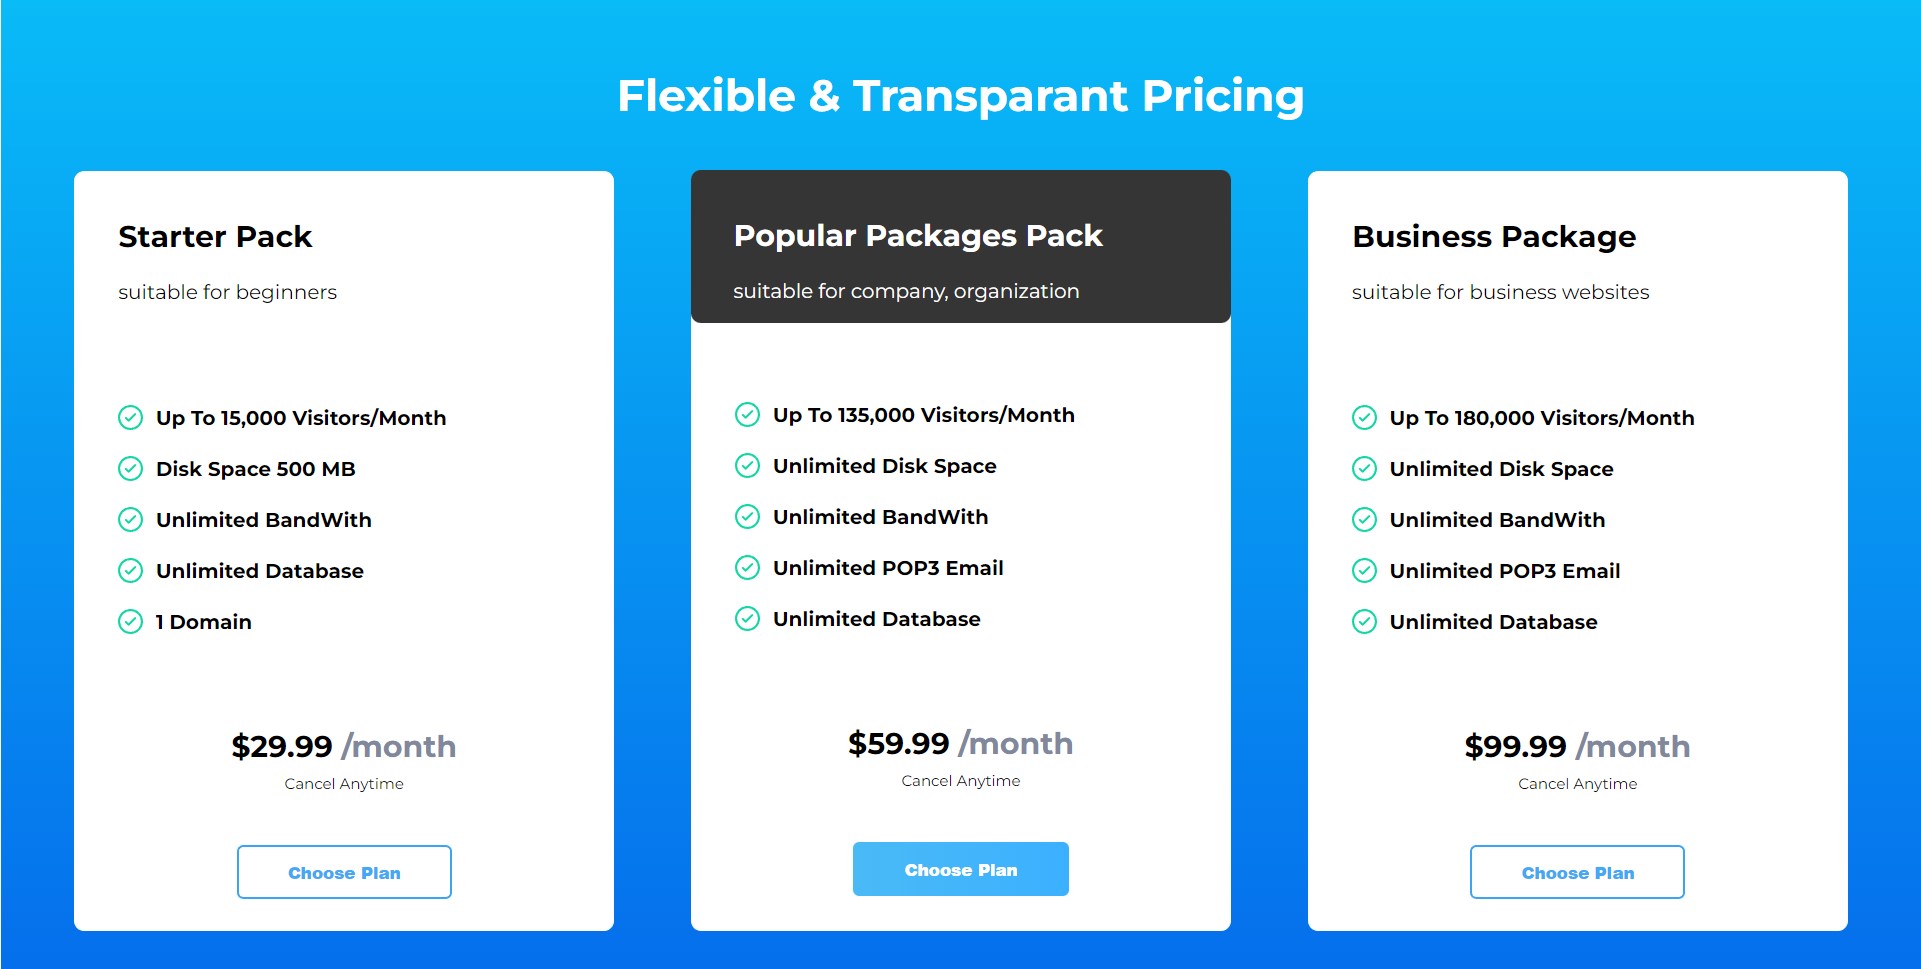 Flexible & Transparant Pricing
Starter Pack
suitable for beginners
Up To 15,000 Visitors/Month
Disk Space 500 MB
Unlimited BandWith
Unlimited Database
1 Domain
$29.99 /month
Cancel Anytime
Choose Plan
Popular Packages Pack
suitable for company, organization
Up To 135,000 Visitors/Month
Unlimited Disk Space
Unlimited BandWith
Unlimited POP3 Email
Unlimited Database
$59.99 /month
Cancel Anytime
Choose Plan
Business Package
suitable for business websites
Up To 180,000 Visitors/Month
Unlimited Disk Space
Unlimited BandWith
Unlimited POP3 Email
Unlimited Database
$99.99 /month
Cancel Anytime
Choose Plan